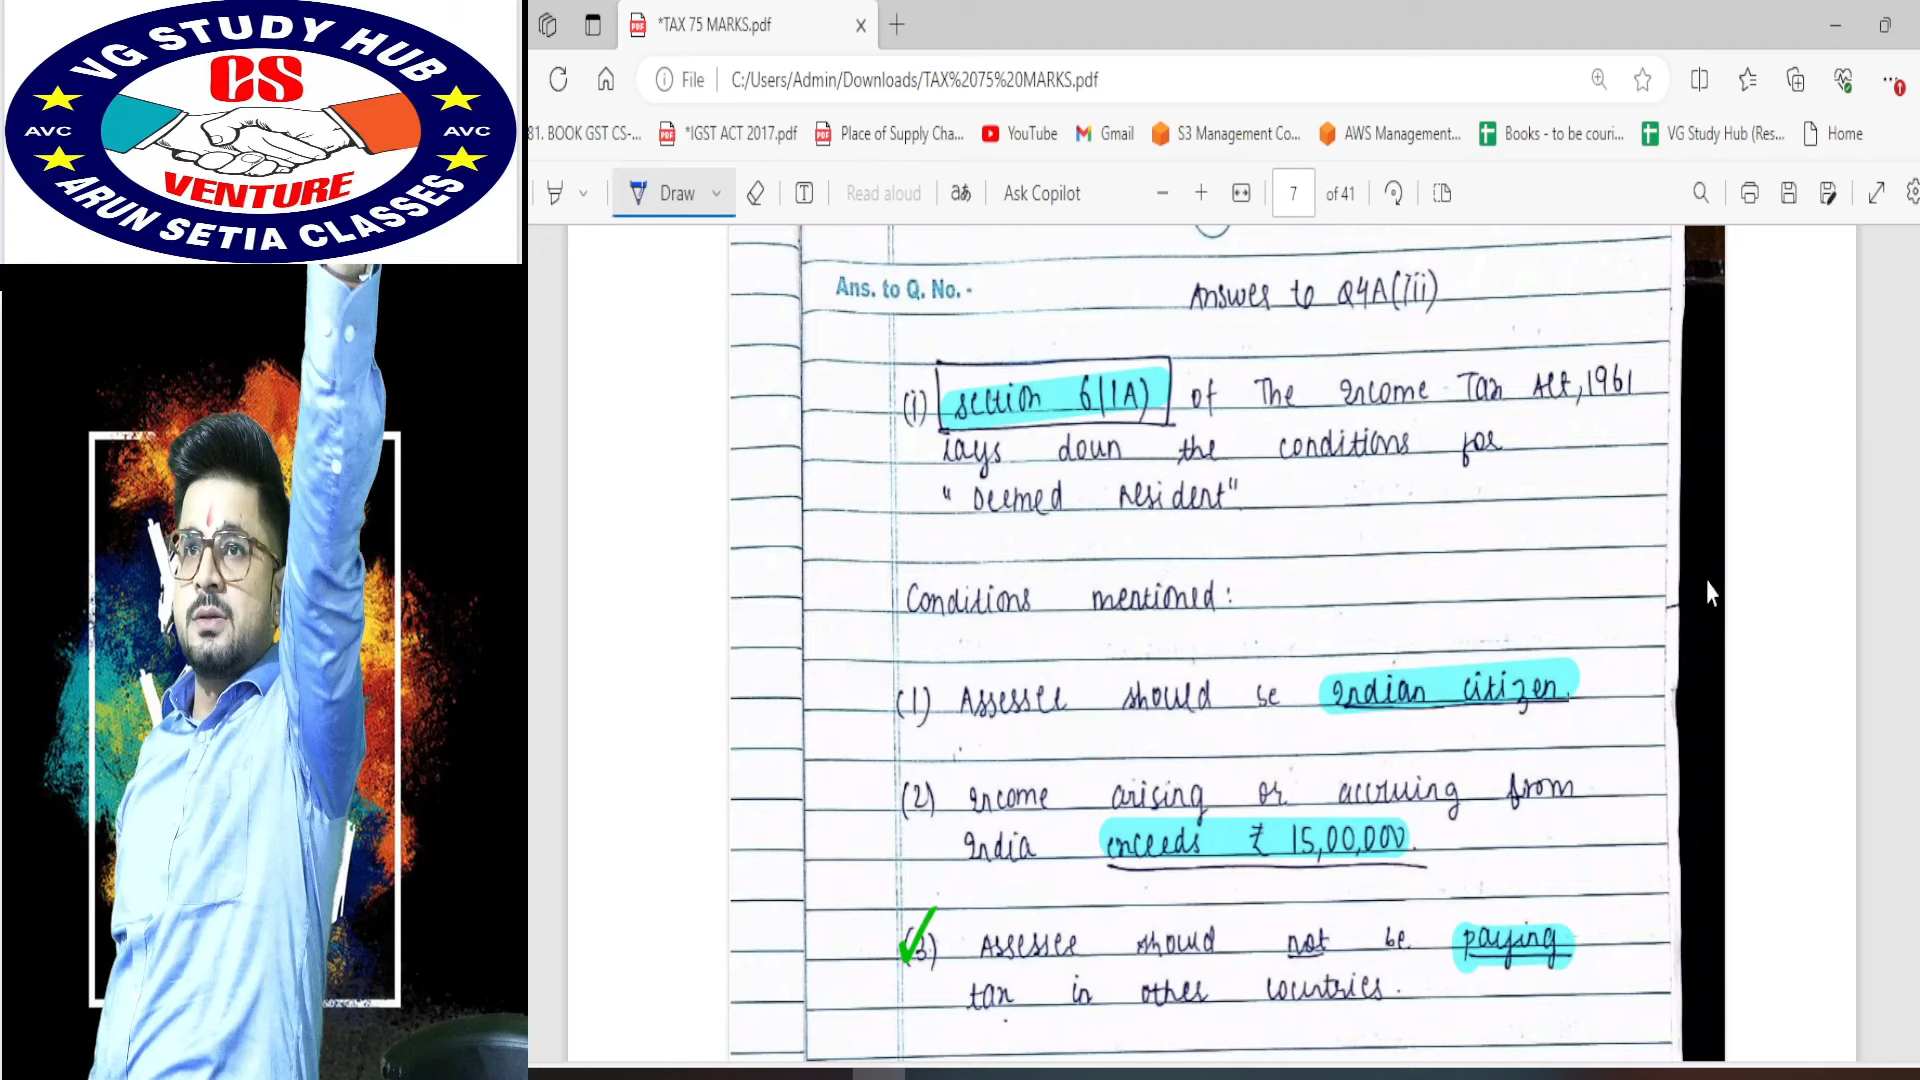 VG STUDY HUB
CS
AVC
AVC
VENTURE
ARUN SETIA CLASSES
*TAX 75 MARKS.pdf
File
C:/Users/Admin/Downloads/TAX%2075%20MARKS.pdf
31. BOOK GST CS-...
*IGST ACT 2017.pdf
Place of Supply Cha...
YouTube
Gmail
S3 Management Co...
AWS Management...
Books - to be couri...
VG Study Hub (Res...
Home
Draw
Read aloud
aあ
Ask Copilot
7
of 41
Ans. to Q. No. -
Answer to Q4A(iii)
(i) Section 6(1A) of The Income Tax Act, 1961
lays down the conditions for
"Deemed Resident"
Conditions mentioned:
(1) Assessee should be Indian citizen.
(2) Income arising or accruing from
India exceeds ₹ 15,00,000.
(3) Assessee should not be paying
tax in other countries.